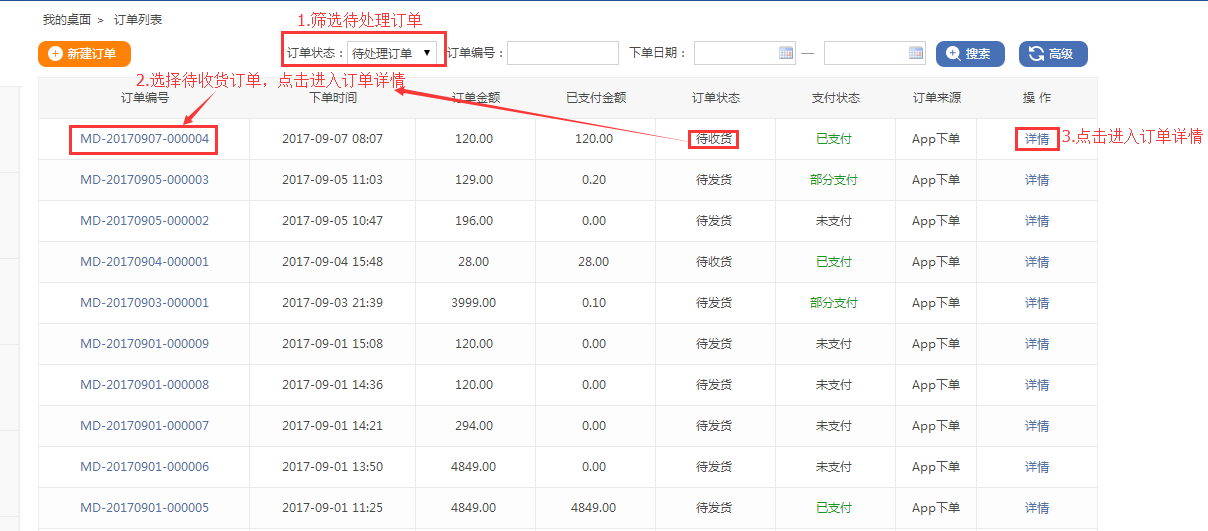 我的桌面 > 订单列表
1.筛选待处理订单
新建订单 订单状态： 待处理订单 订单编号： 下单日期： — 搜索 高级
2.选择待收货订单，点击进入订单详情
订单编号 下单时间 订单金额 已支付金额 订单状态 支付状态 订单来源 操 作
MD-20170907-000004 2017-09-07 08:07 120.00 120.00 待收货 已支付 App下单 详情 3.点击进入订单详情
MD-20170905-000003 2017-09-05 11:03 129.00 0.20 待发货 部分支付 App下单 详情
MD-20170905-000002 2017-09-05 10:47 196.00 0.00 待发货 未支付 App下单 详情
MD-20170904-000001 2017-09-04 15:48 28.00 28.00 待收货 已支付 App下单 详情
MD-20170903-000001 2017-09-03 21:39 3999.00 0.10 待发货 部分支付 App下单 详情
MD-20170901-000009 2017-09-01 15:08 120.00 0.00 待发货 未支付 App下单 详情
MD-20170901-000008 2017-09-01 14:36 120.00 0.00 待发货 未支付 App下单 详情
MD-20170901-000007 2017-09-01 14:21 294.00 0.00 待发货 未支付 App下单 详情
MD-20170901-000006 2017-09-01 13:50 4849.00 0.00 待发货 未支付 App下单 详情
MD-20170901-000005 2017-09-01 11:25 4849.00 4849.00 待发货 已支付 App下单 详情